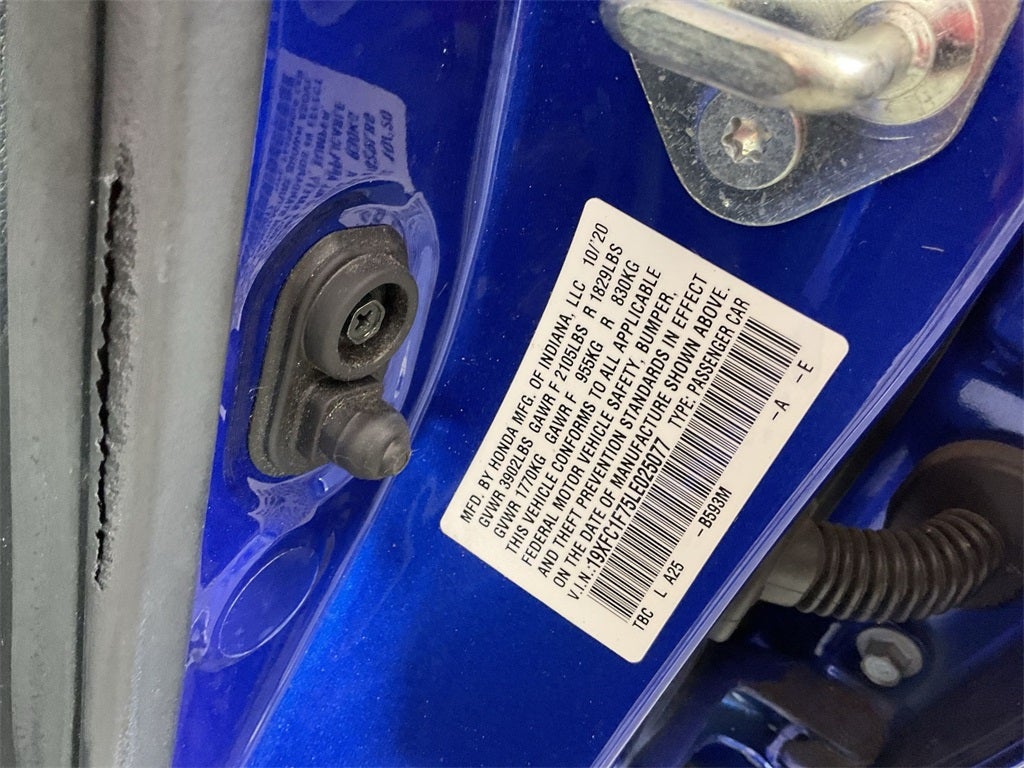 MFD. BY HONDA MFG. OF INDIANA, LLC 10/'20
GVWR 3902LBS GAWR F 2105LBS R 1829LBS
GVWR 1770KG GAWR F 955KG R 830KG
THIS VEHICLE CONFORMS TO ALL APPLICABLE
FEDERAL MOTOR VEHICLE SAFETY, BUMPER,
AND THEFT PREVENTION STANDARDS IN EFFECT
ON THE DATE OF MANUFACTURE SHOWN ABOVE.
V.I.N.:19XFC1F75LE025077 TYPE: PASSENGER CAR
TBC L A25 -B593M -A -E